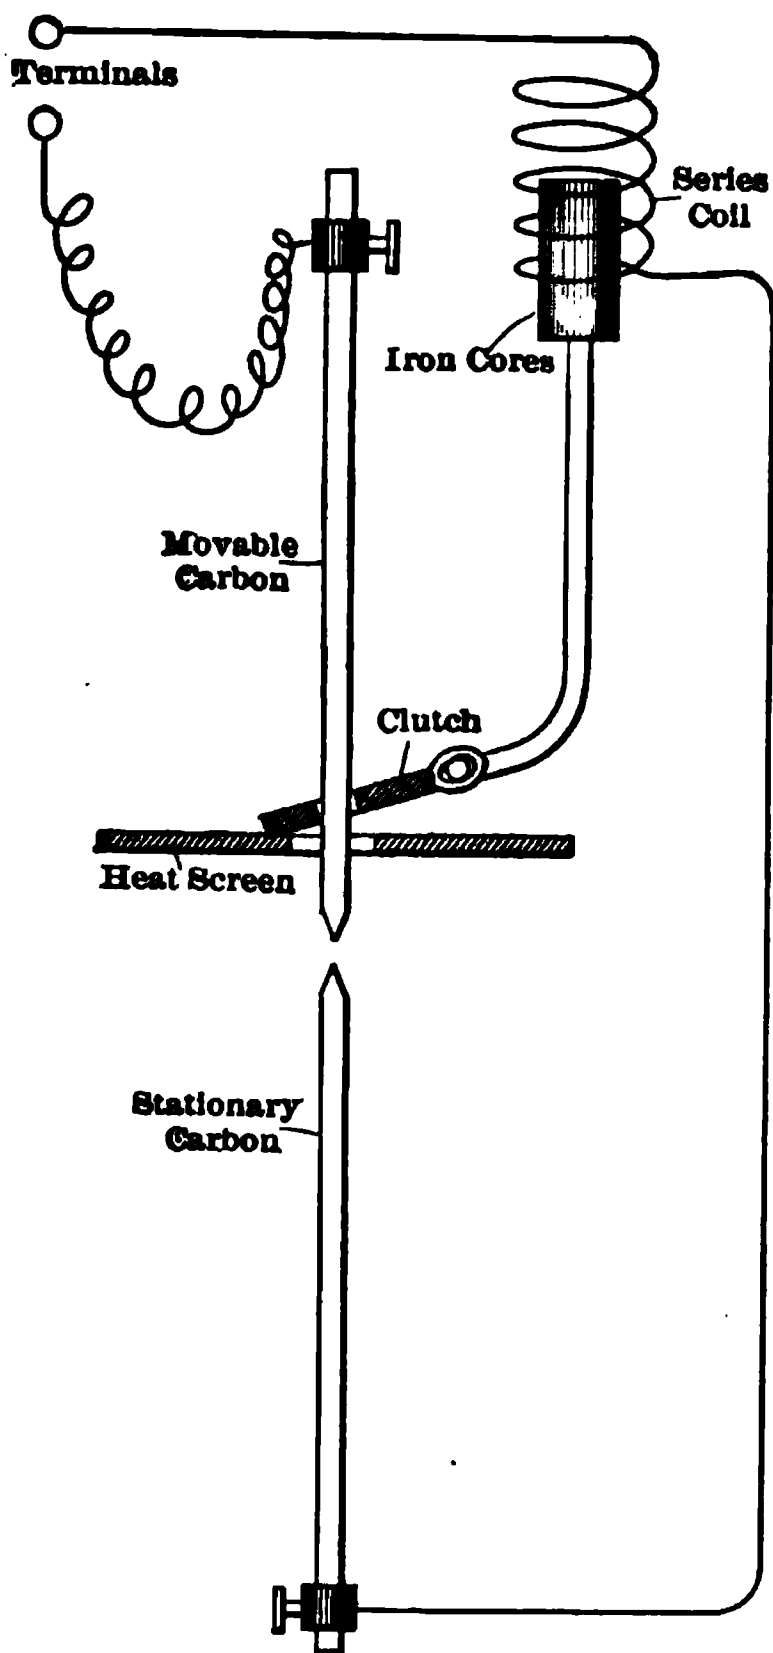 Terminals
Series
Coil
Iron Cores
Movable
Carbon
Clutch
Heat Screen
Stationary
Carbon